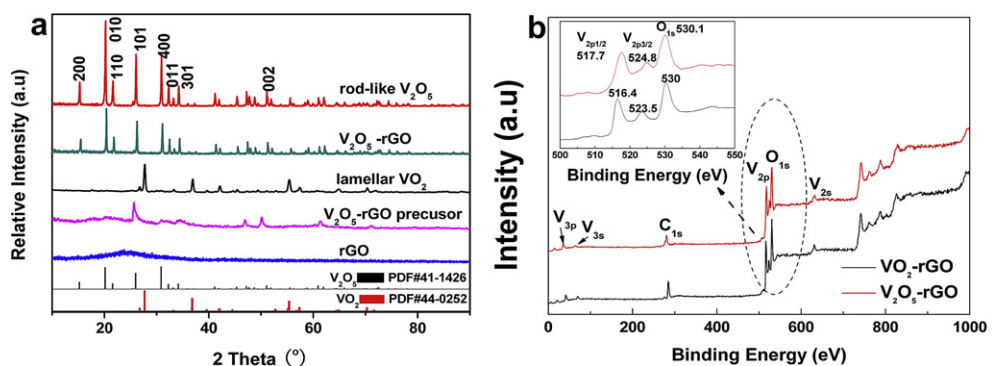 a
Relative Intensity (a.u)
200
010
110
101
400
011
301
002
rod-like V₂O₅
V₂O₅ -rGO
lamellar VO₂
V₂O₅-rGO precusor
rGO
V₂O₅ PDF#41-1426
VO₂ PDF#44-0252
10 20 30 40 50 60 70 80
2 Theta (°)
b
Intensity (a.u)
O1s 530.1
V2p1/2 V2p3/2
517.7 524.8
516.4 523.5 530
500 510 520 530 540 550
Binding Energy (eV)
V3p
V3s
C1s
V2p
O1s
V2s
VO₂-rGO
V₂O₅-rGO
0 200 400 600 800 1000
Binding Energy (eV)